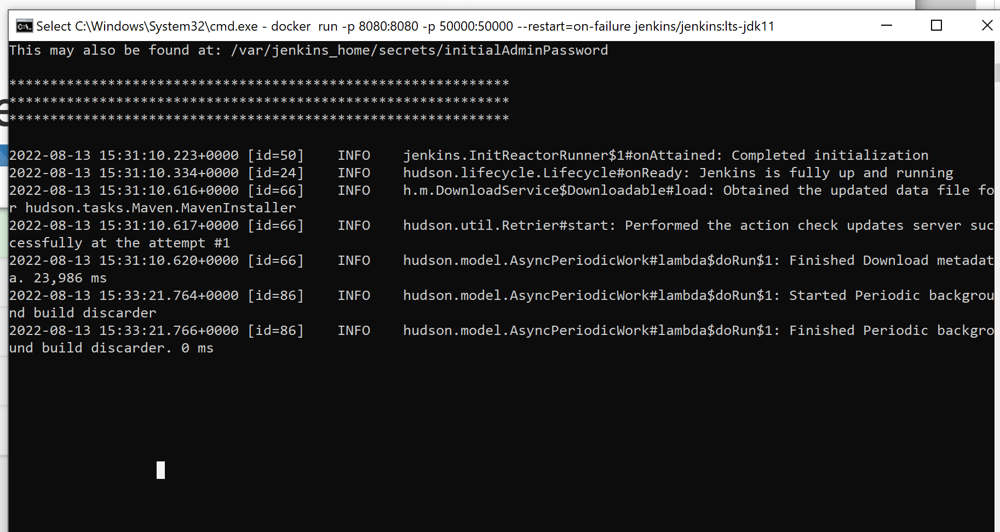 Select C:\Windows\System32\cmd.exe - docker  run -p 8080:8080 -p 50000:50000 --restart=on-failure jenkins/jenkins:lts-jdk11
This may also be found at: /var/jenkins_home/secrets/initialAdminPassword
*************************************************************
*************************************************************
*************************************************************
2022-08-13 15:31:10.223+0000 [id=50]    INFO    jenkins.InitReactorRunner$1#onAttained: Completed initialization
2022-08-13 15:31:10.334+0000 [id=24]    INFO    hudson.lifecycle.Lifecycle#onReady: Jenkins is fully up and running
2022-08-13 15:31:10.616+0000 [id=66]    INFO    h.m.DownloadService$Downloadable#load: Obtained the updated data file fo
r hudson.tasks.Maven.MavenInstaller
2022-08-13 15:31:10.617+0000 [id=66]    INFO    hudson.util.Retrier#start: Performed the action check updates server suc
cessfully at the attempt #1
2022-08-13 15:31:10.620+0000 [id=66]    INFO    hudson.model.AsyncPeriodicWork#lambda$doRun$1: Finished Download metadat
a. 23,986 ms
2022-08-13 15:33:21.764+0000 [id=86]    INFO    hudson.model.AsyncPeriodicWork#lambda$doRun$1: Started Periodic backgrou
nd build discarder
2022-08-13 15:33:21.766+0000 [id=86]    INFO    hudson.model.AsyncPeriodicWork#lambda$doRun$1: Finished Periodic backgro
und build discarder. 0 ms